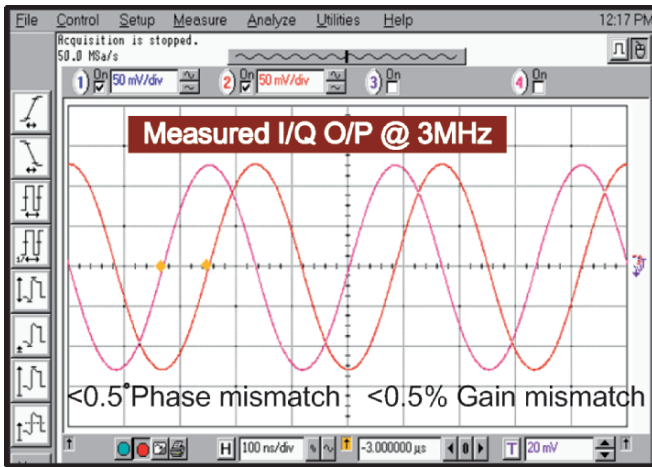 File Control Setup Measure Analyze Utilities Help 12:17 PM
Acquisition is stopped.
50.0 MSa/s
1 On 50 mV/div 2 On 50 mV/div 3 On 4 On
Measured I/Q O/P @ 3MHz
<0.5°Phase mismatch <0.5% Gain mismatch
H 100 ns/div -3.000000 µs 0 T 20 mV